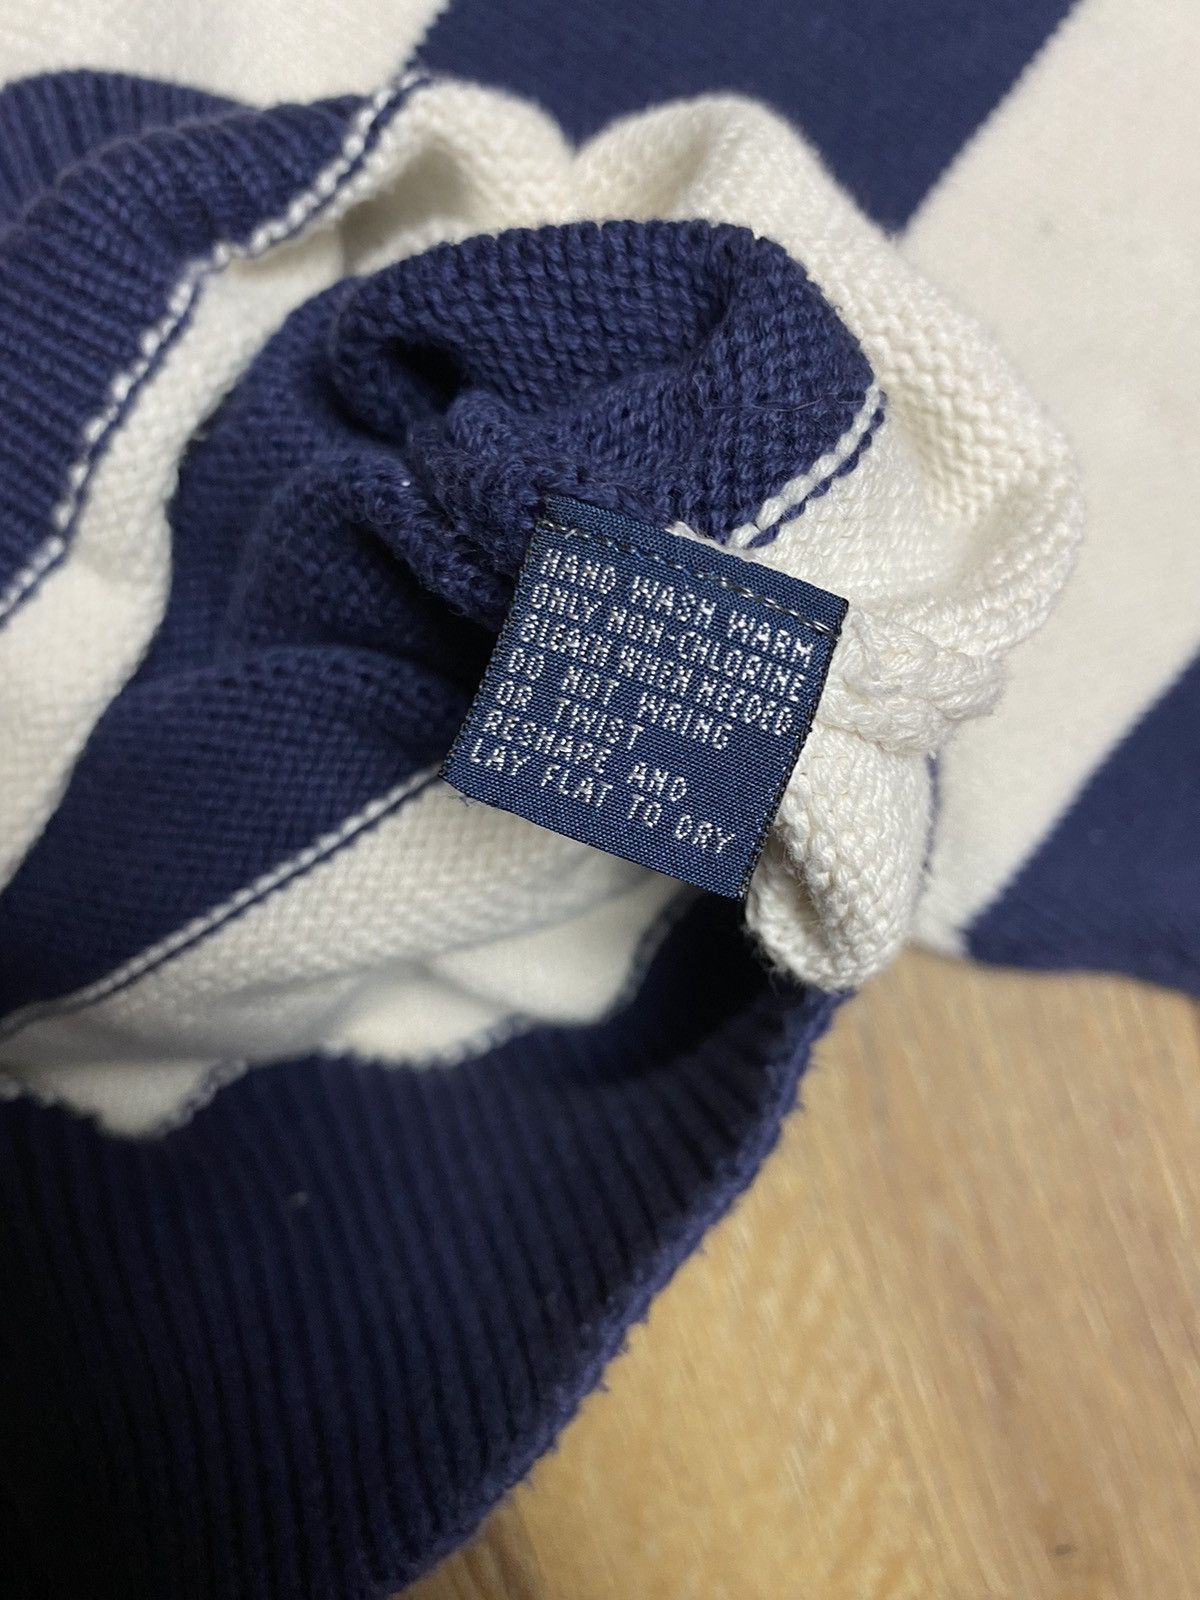 HAND WASH WARM
ONLY NON-CHLORINE
BLEACH WHEN NEEDED
DO NOT WRING
OR TWIST
RESHAPE AND
LAY FLAT TO DRY